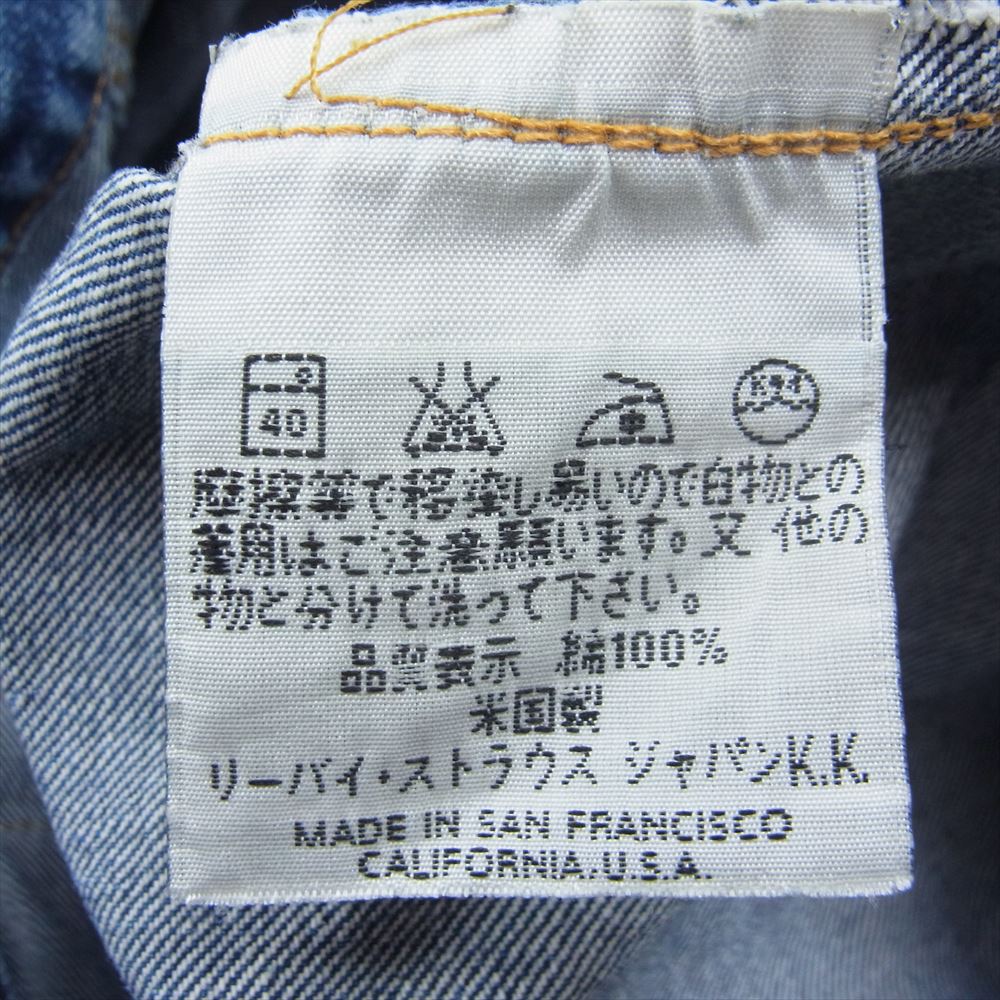 40
摩擦等で移染し易いので白物との
着用はご注意願います。又 他の
物と分けて洗って下さい。
品質表示 綿100%
米国製
リーバイ・ストラウス ジャパンK.K.
MADE IN SAN FRANCISCO
CALIFORNIA, U.S.A.